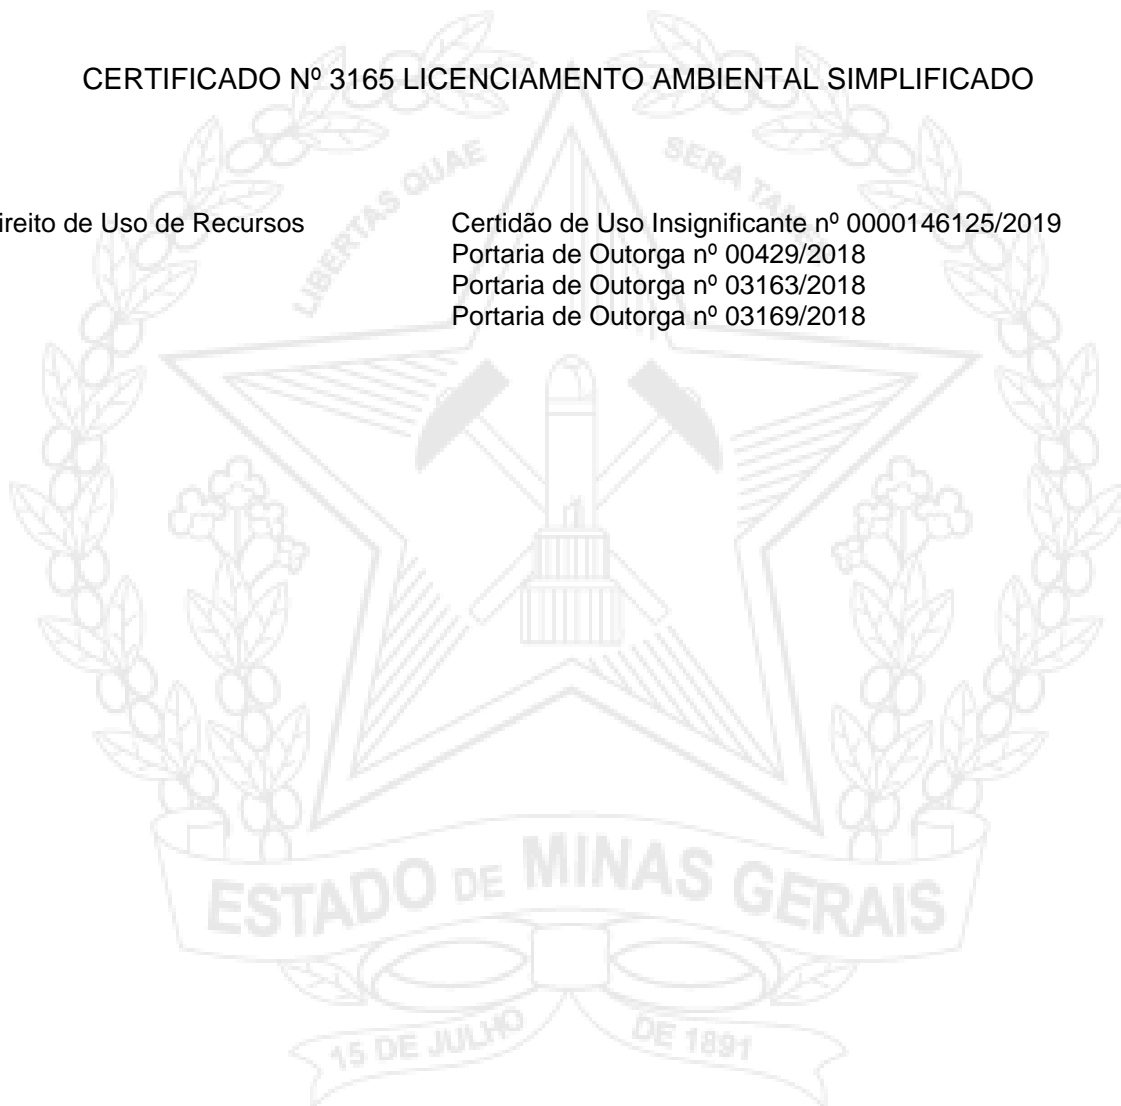 CERTIFICADO Nº 3165 LICENCIAMENTO AMBIENTAL SIMPLIFICADO
LIBERTAS QUAE SERA TAMEN
ireito de Uso de Recursos Certidão de Uso Insignificante nº 0000146125/2019
Portaria de Outorga nº 00429/2018
Portaria de Outorga nº 03163/2018
Portaria de Outorga nº 03169/2018
ESTADO DE MINAS GERAIS
15 DE JULHO DE 1891